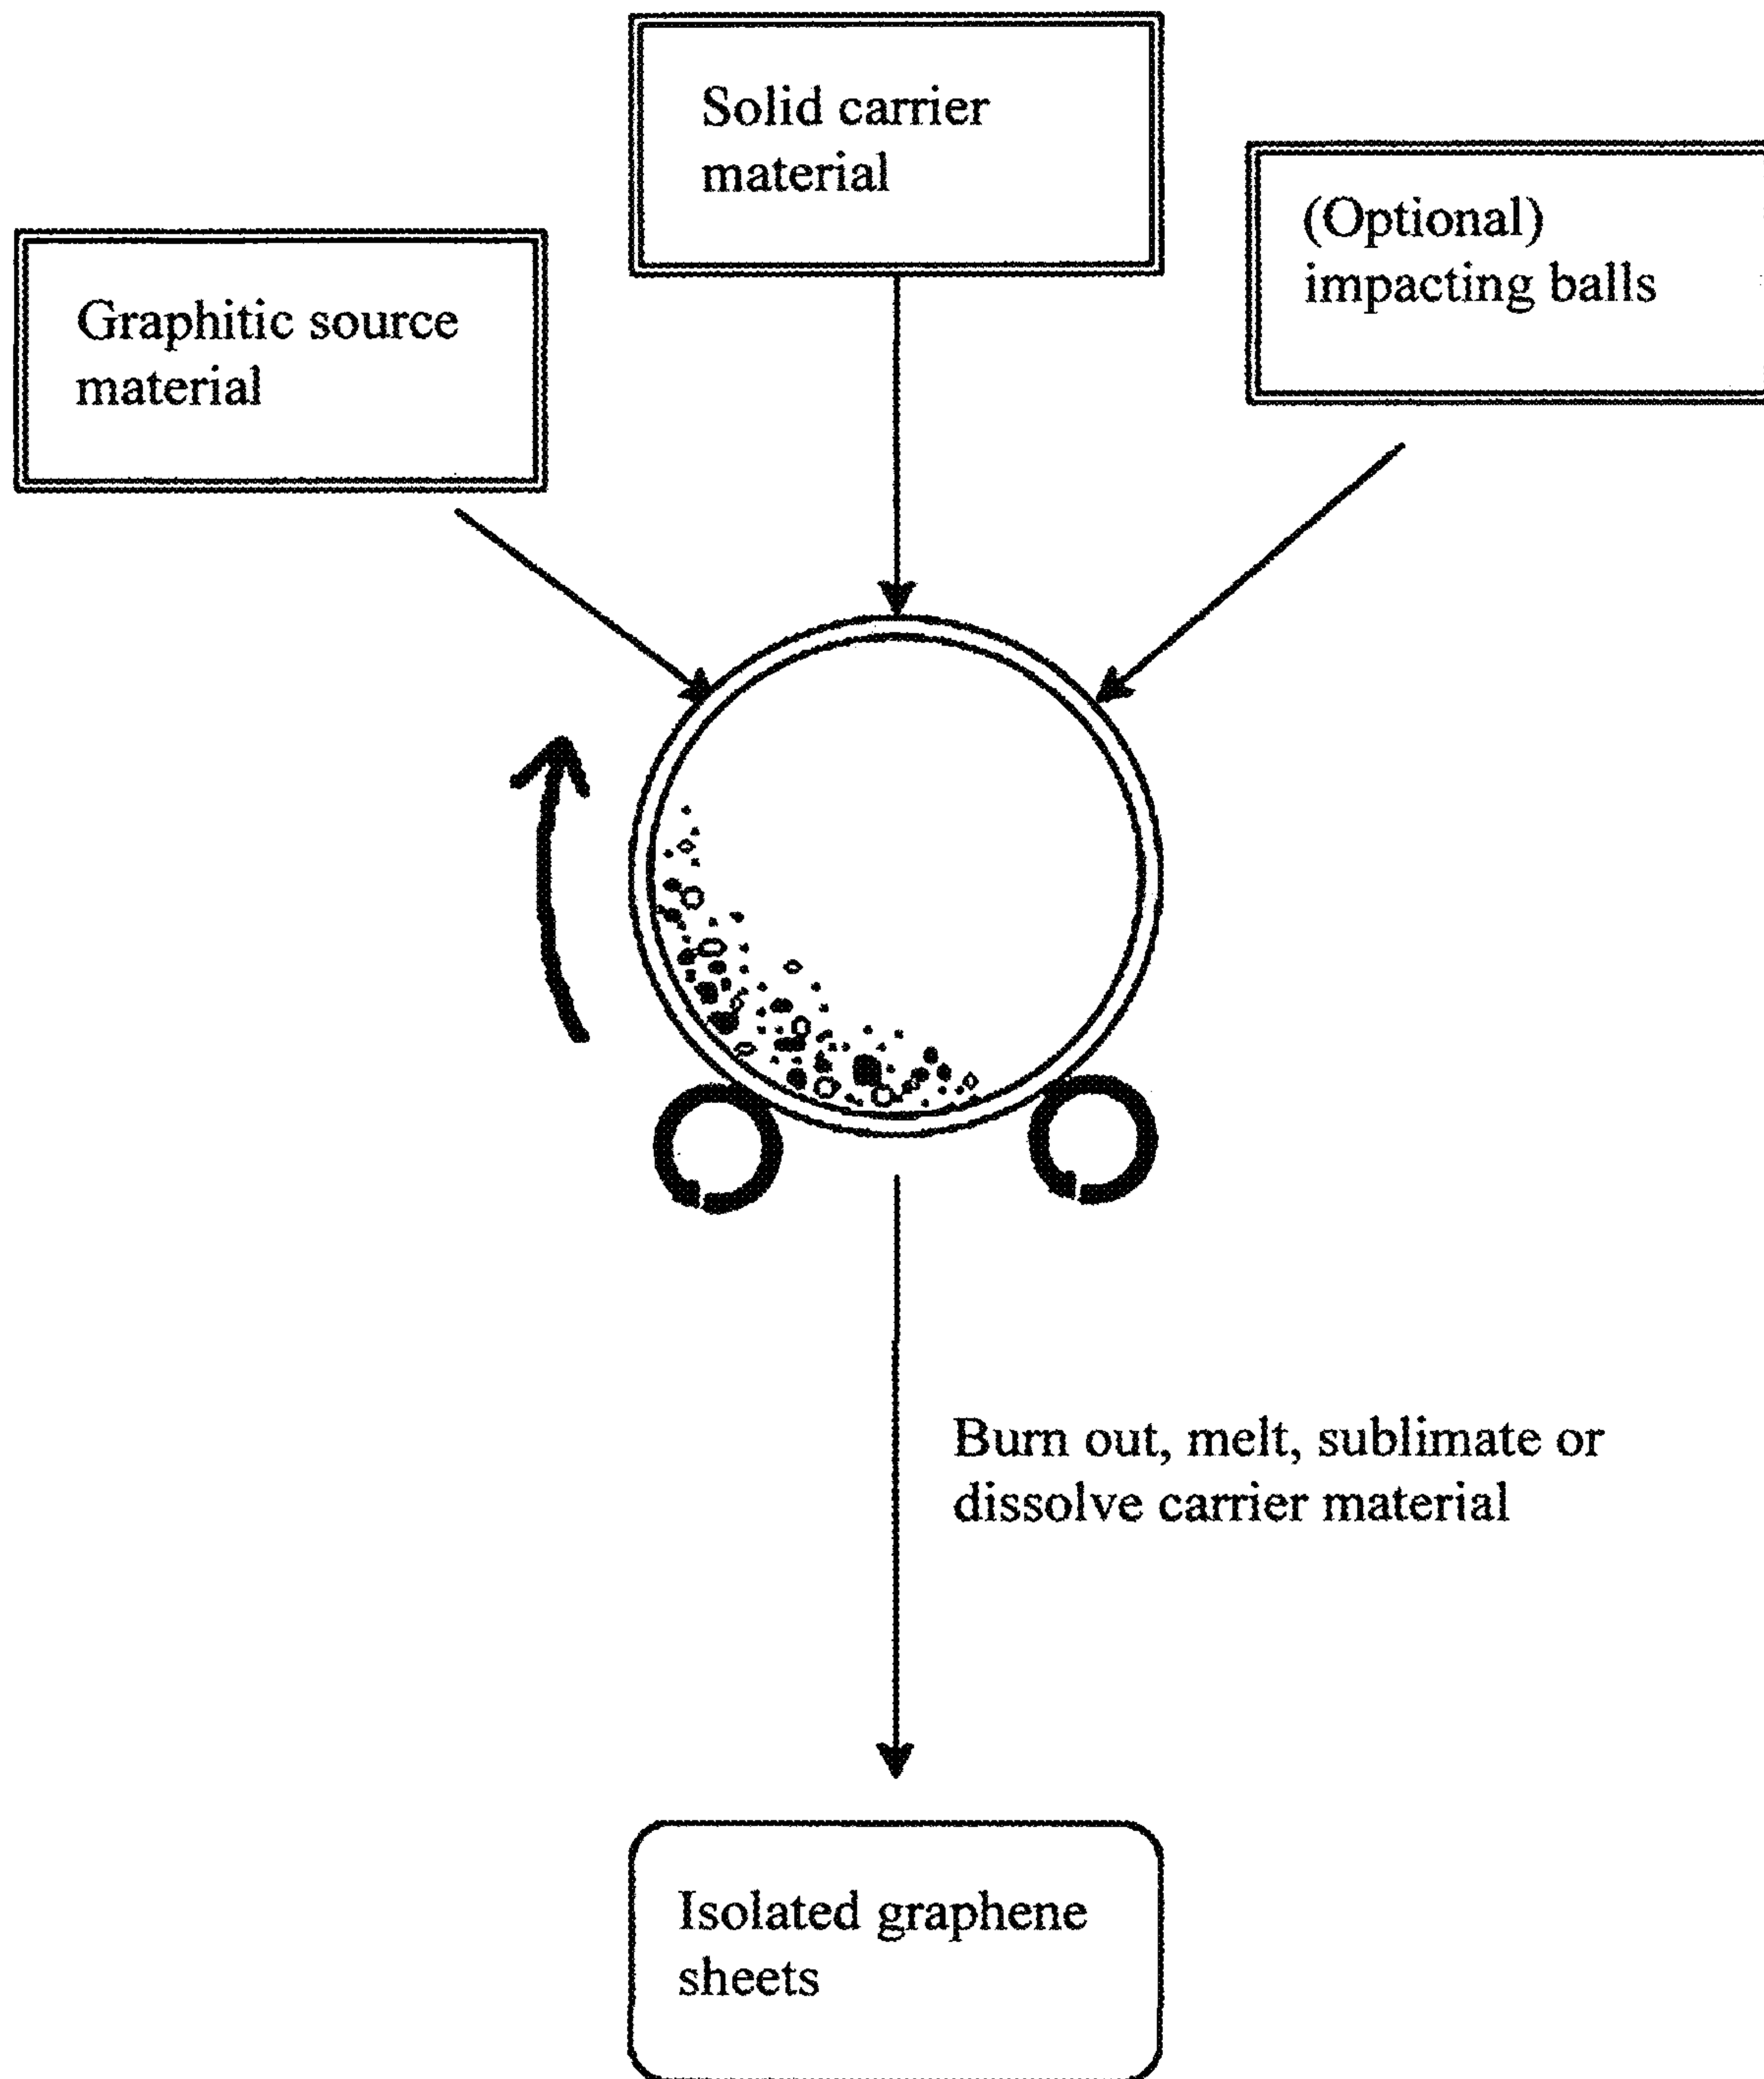 Solid carrier
material
(Optional)
impacting balls
Graphitic source
material
Burn out, melt, sublimate or
dissolve carrier material
Isolated graphene
sheets